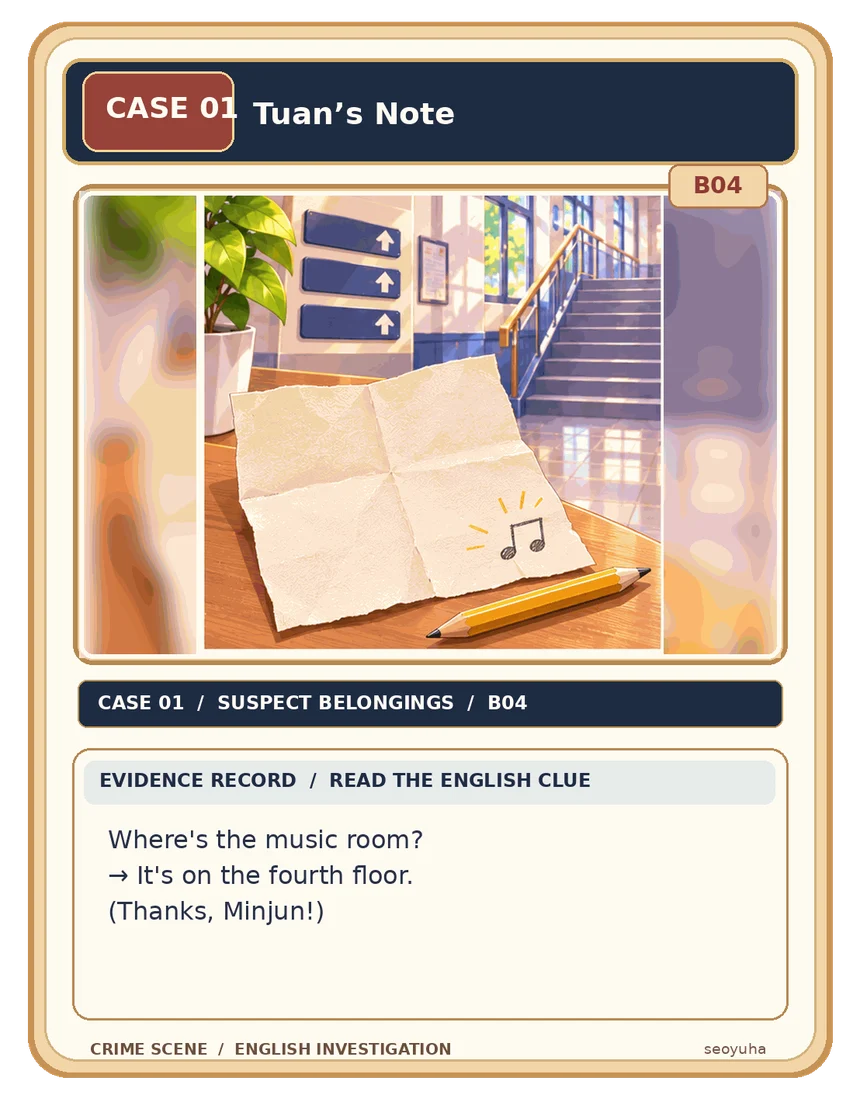 CASE 01 Tuan’s Note
B04
CASE 01 / SUSPECT BELONGINGS / B04
EVIDENCE RECORD / READ THE ENGLISH CLUE
Where's the music room?
→ It's on the fourth floor.
(Thanks, Minjun!)
CRIME SCENE / ENGLISH INVESTIGATION seoyuha